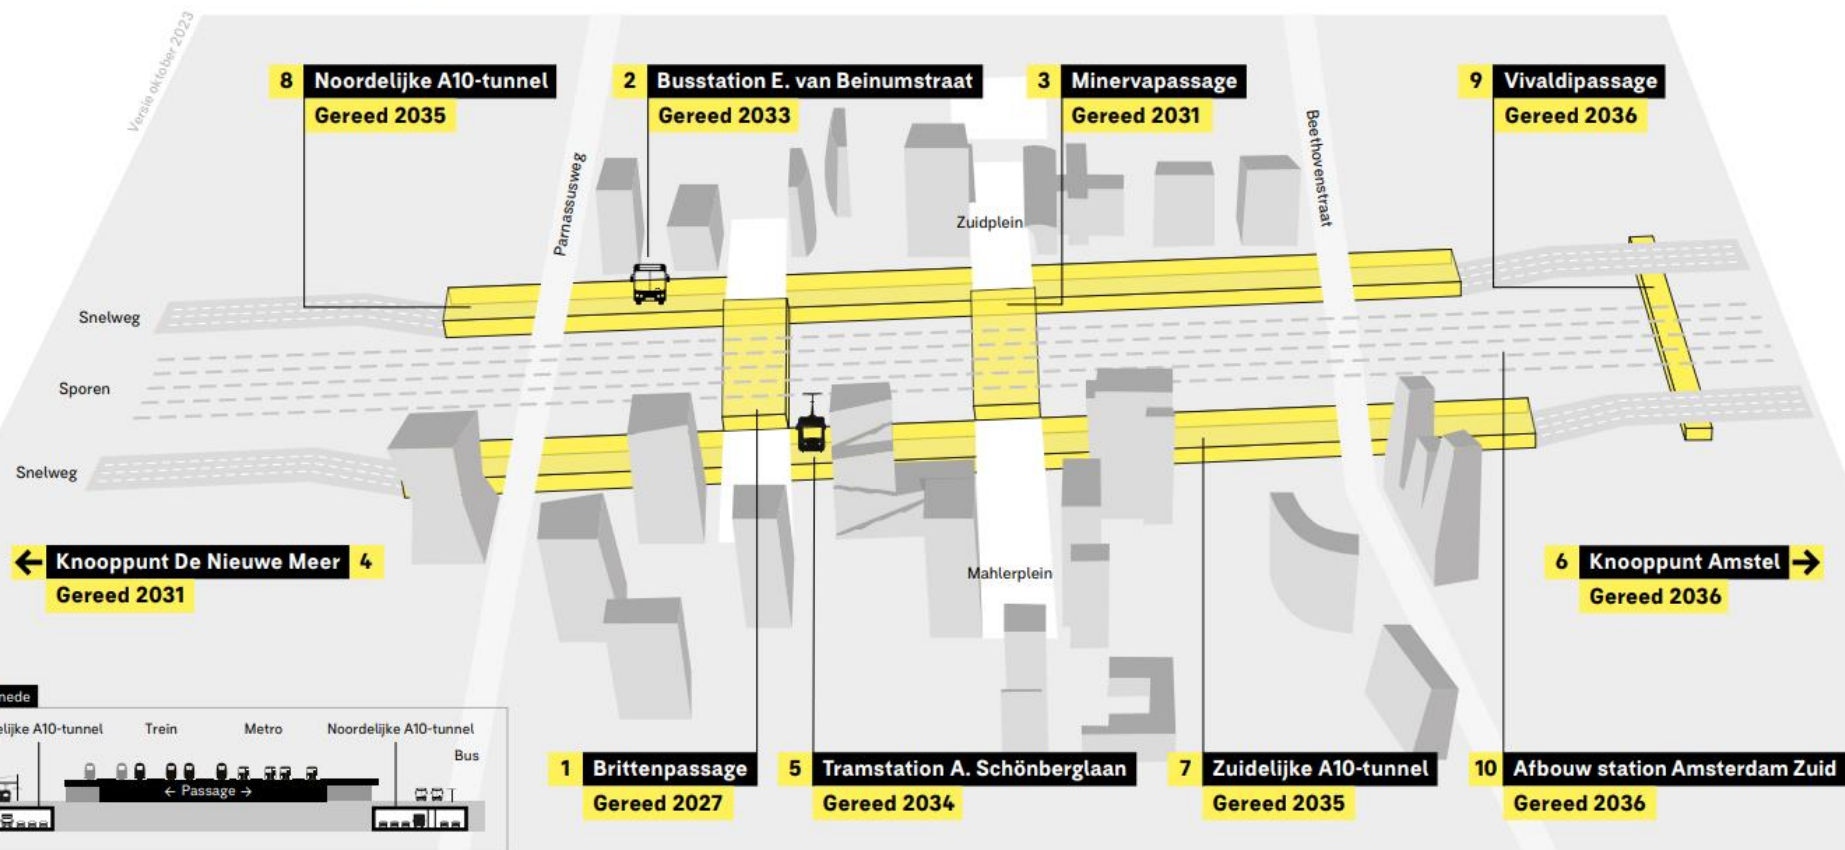 Versie oktober 2023
8 Noordelijke A10-tunnel
Gereed 2035
2 Busstation E. van Beinumstraat
Gereed 2033
3 Minervapassage
Gereed 2031
9 Vivaldipassage
Gereed 2036
Parnassusweg
Beethovenstraat
Zuidplein
Snelweg
Sporen
Snelweg
Mahlerplein
← Knooppunt De Nieuwe Meer 4
Gereed 2031
6 Knooppunt Amstel →
Gereed 2036
1 Brittenpassage
Gereed 2027
5 Tramstation A. Schönberglaan
Gereed 2034
7 Zuidelijke A10-tunnel
Gereed 2035
10 Afbouw station Amsterdam Zuid
Gereed 2036
A10-tunnel Trein Metro Noordelijke A10-tunnel
Bus
← Passage →